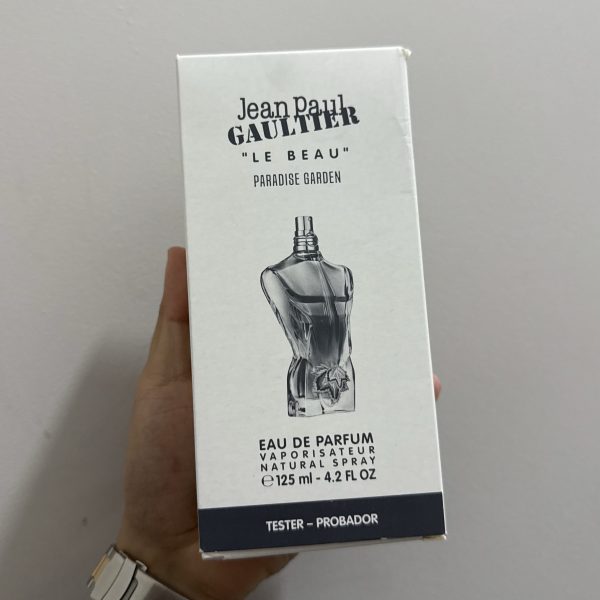 Jean Paul
GAULTIER
"LE BEAU"
PARADISE GARDEN
EAU DE PARFUM
VAPORISATEUR
NATURAL SPRAY
℮125 ml - 4.2 FL OZ
TESTER – PROBADOR